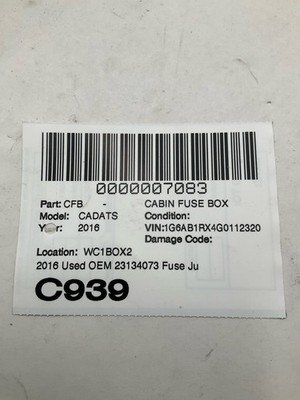 0000007083
Part: CFB - CABIN FUSE BOX
Model: CADATS Condition:
Year: 2016 VIN:1G6AB1RX4G0112320
Damage Code:
Location: WC1BOX2
2016 Used OEM 23134073 Fuse Ju
C939